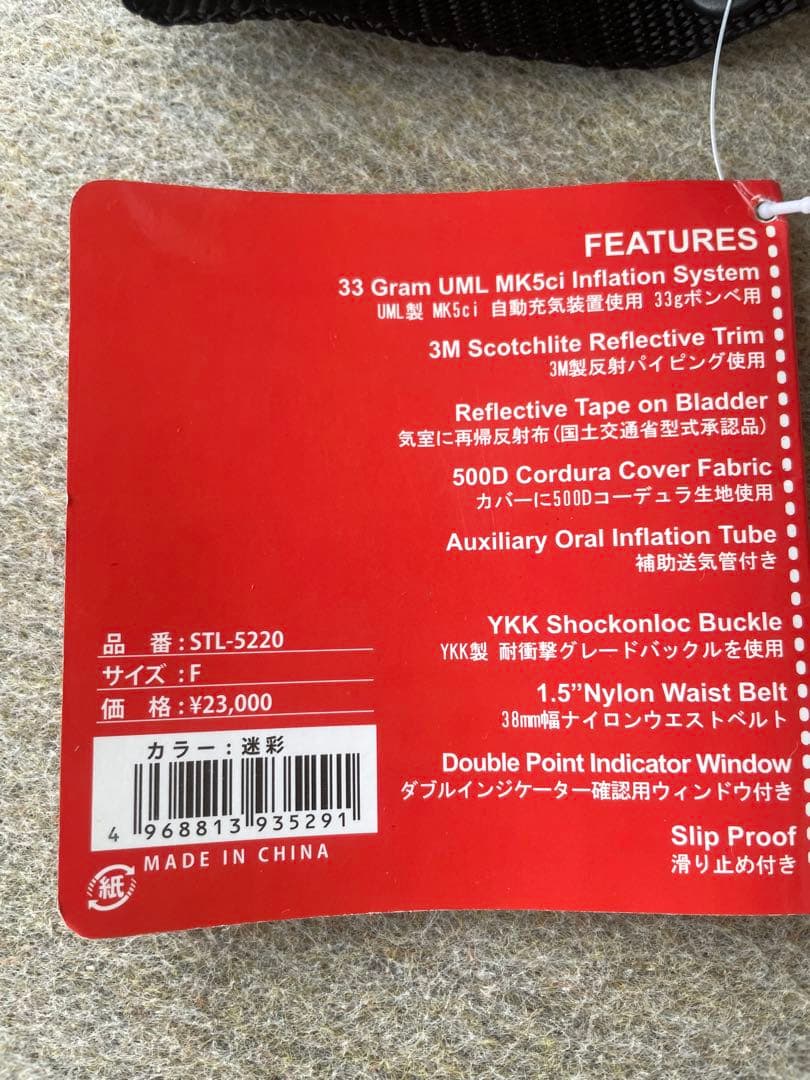 FEATURES
33 Gram UML MK5ci Inflation System
UML製 MK5ci 自動充気装置使用 33gボンベ用
3M Scotchlite Reflective Trim
3M製反射パイピング使用
Reflective Tape on Bladder
気室に再帰反射布(国土交通省型式承認品)
500D Cordura Cover Fabric
カバーに500Dコーデュラ生地使用
Auxiliary Oral Inflation Tube
補助送気管付き
YKK Shockonloc Buckle
YKK製 耐衝撃グレードバックルを使用
1.5”Nylon Waist Belt
38mm幅ナイロンウエストベルト
Double Point Indicator Window
ダブルインジケーター確認用ウィンドウ付き
Slip Proof
滑り止め付き
品 番 : STL-5220
サイズ : F
価 格 : ¥23,000
カラー : 迷彩
4 968813 935291
MADE IN CHINA
紙